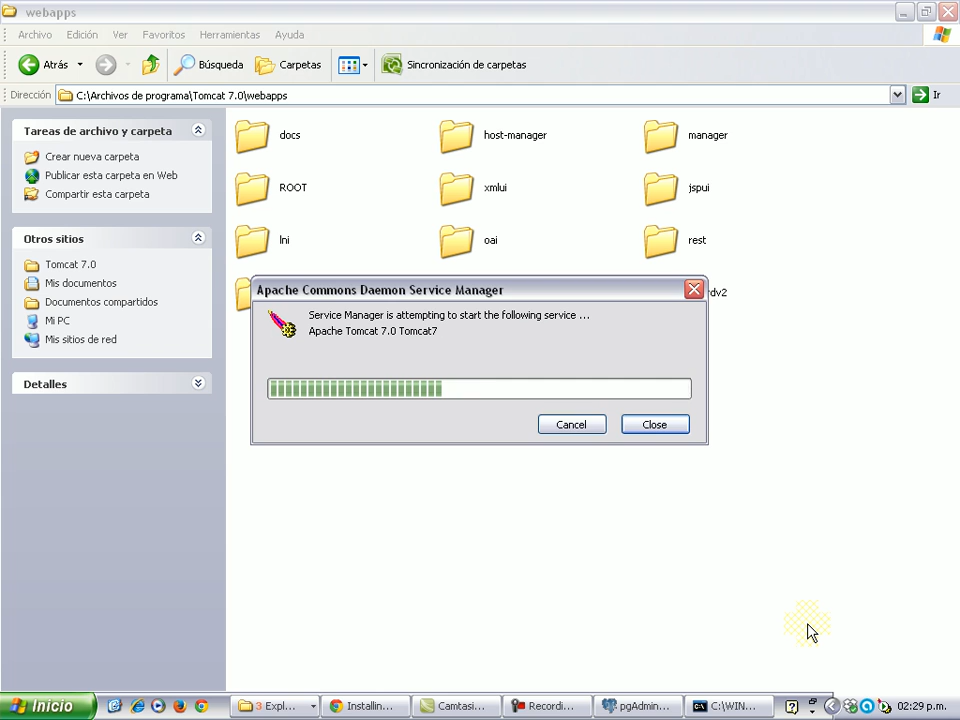 webapps
Archivo Edición Ver Favoritos Herramientas Ayuda
Atrás Búsqueda Carpetas Sincronización de carpetas
Dirección C:\Archivos de programa\Tomcat 7.0\webapps Ir
Tareas de archivo y carpeta
Crear nueva carpeta
Publicar esta carpeta en Web
Compartir esta carpeta
Otros sitios
Tomcat 7.0
Mis documentos
Documentos compartidos
Mi PC
Mis sitios de red
Detalles
docs host-manager manager
ROOT xmlui jspui
lni oai rest
rdv2
Apache Commons Daemon Service Manager
Service Manager is attempting to start the following service ...
Apache Tomcat 7.0 Tomcat7
Cancel Close
Inicio 3 Expl... Installin... Camtasi... Recordi... pgAdmin... C:\WIN... 02:29 p.m.